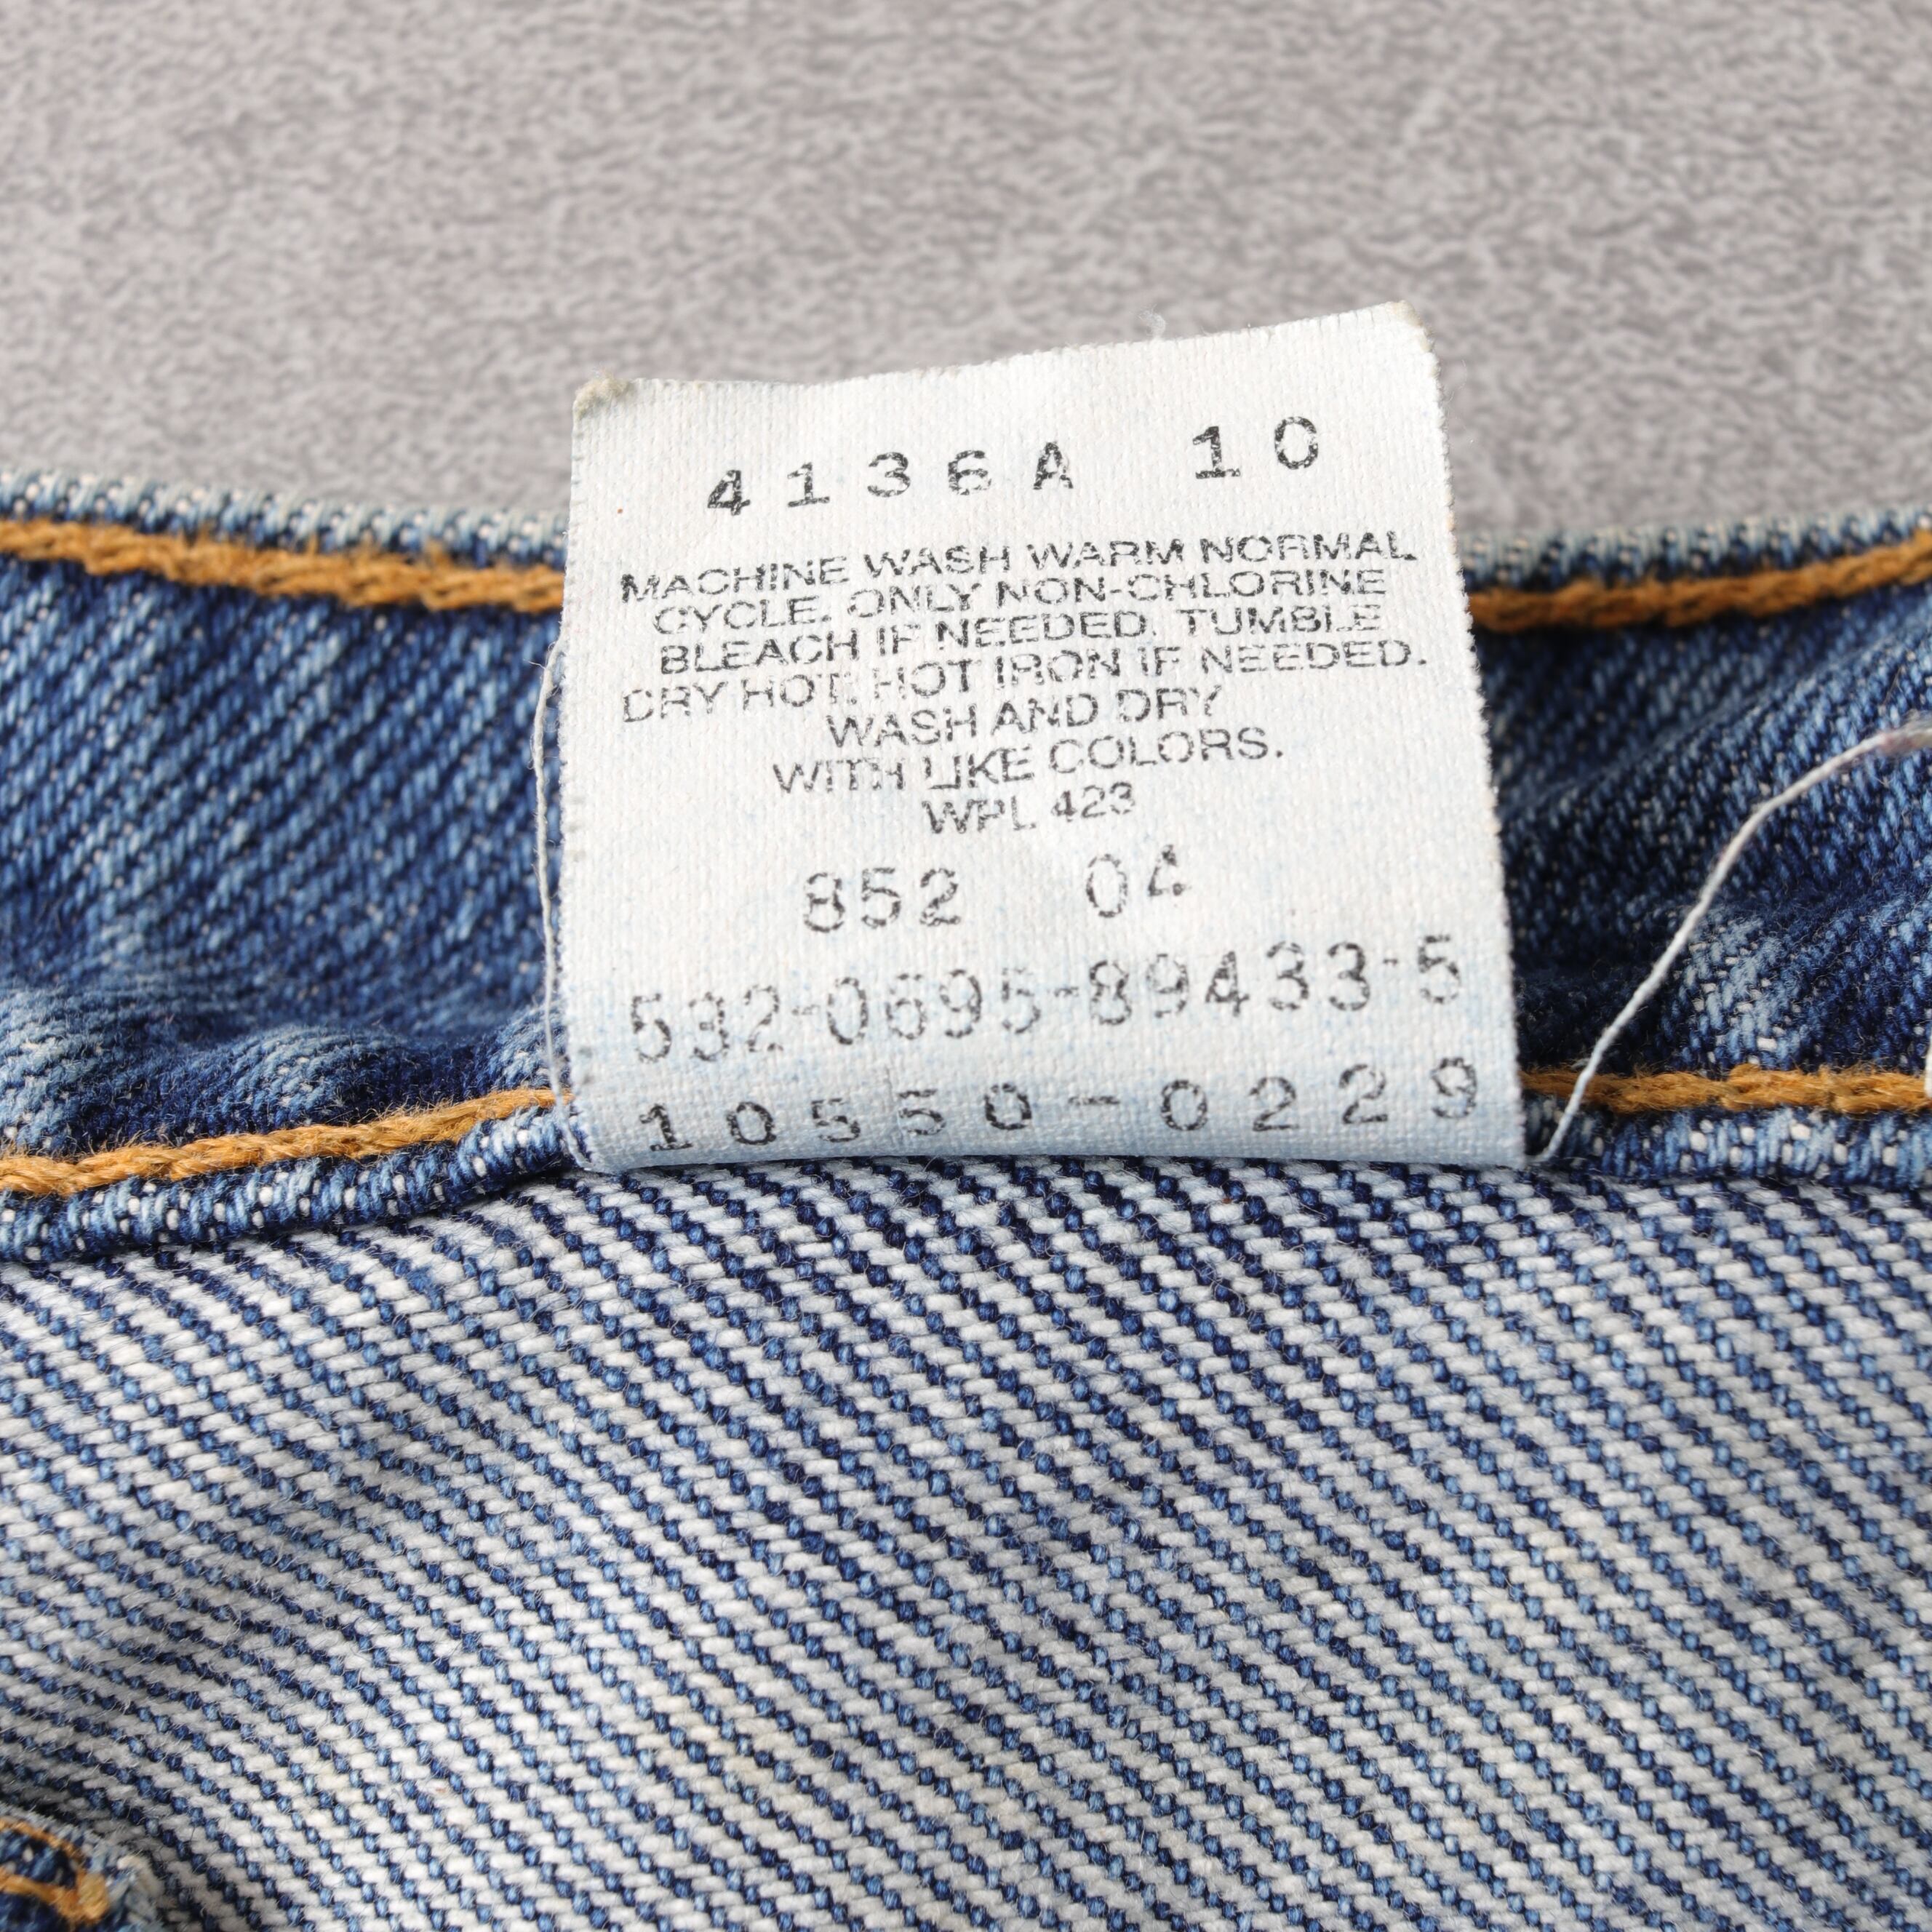 4136A 10
MACHINE WASH WARM NORMAL
CYCLE. ONLY NON-CHLORINE
BLEACH IF NEEDED. TUMBLE
DRY HOT. HOT IRON IF NEEDED.
WASH AND DRY
WITH LIKE COLORS.
WPL 423
852 04
532-0695-89433-5
10550-0229